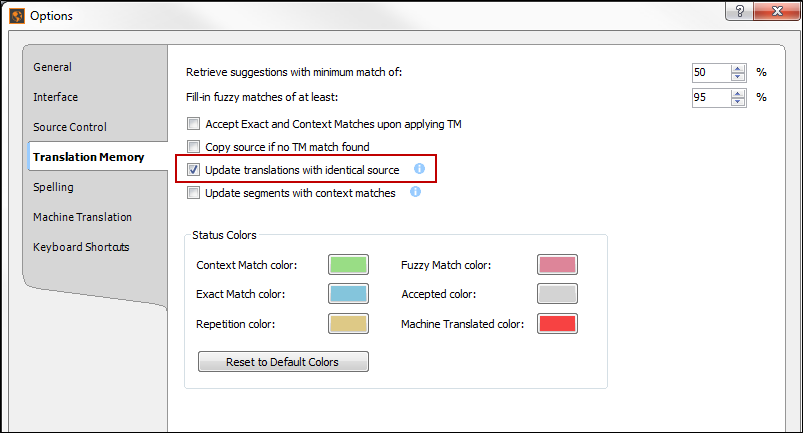 Options
General
Interface
Source Control
Translation Memory
Spelling
Machine Translation
Keyboard Shortcuts
Retrieve suggestions with minimum match of: 50 %
Fill-in fuzzy matches of at least: 95 %
Accept Exact and Context Matches upon applying TM
Copy source if no TM match found
Update translations with identical source
Update segments with context matches
Status Colors
Context Match color: Fuzzy Match color:
Exact Match color: Accepted color:
Repetition color: Machine Translated color:
Reset to Default Colors